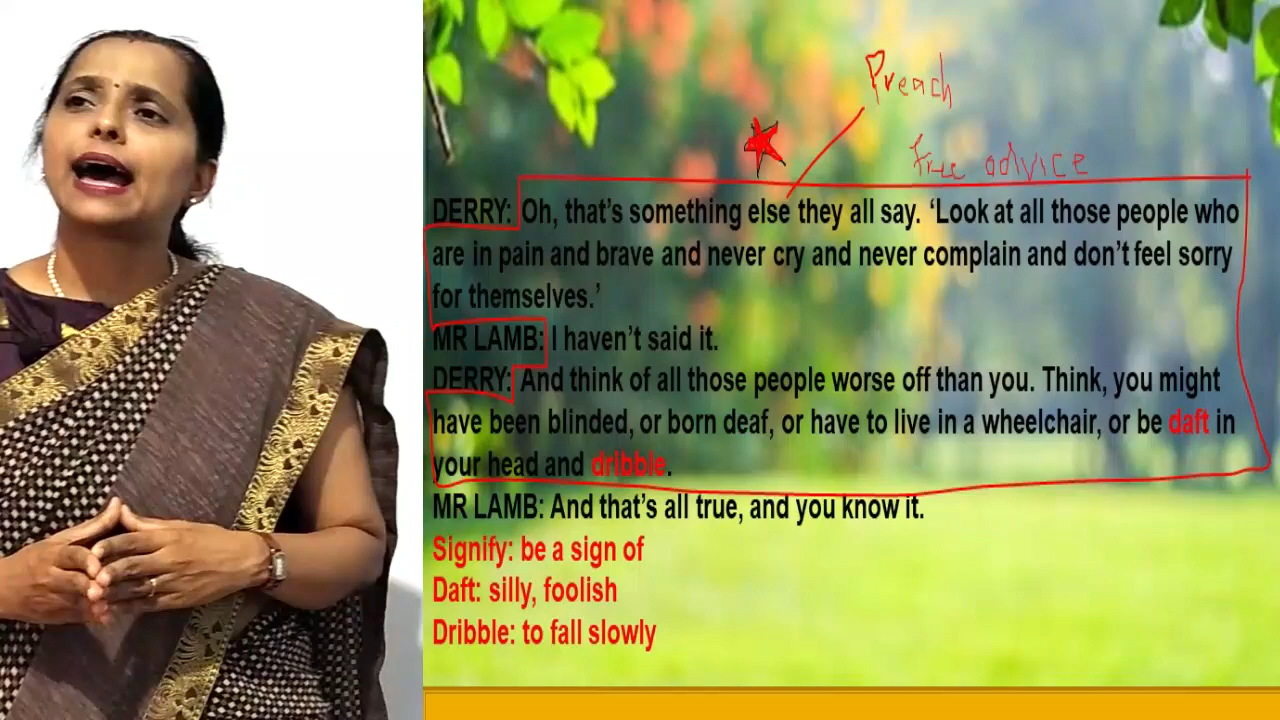 Preach
free advice
DERRY: Oh, that's something else they all say. ‘Look at all those people who
are in pain and brave and never cry and never complain and don't feel sorry
for themselves.’
MR LAMB: I haven't said it.
DERRY: And think of all those people worse off than you. Think, you might
have been blinded, or born deaf, or have to live in a wheelchair, or be daft in
your head and dribble.
MR LAMB: And that's all true, and you know it.
Signify: be a sign of
Daft: silly, foolish
Dribble: to fall slowly